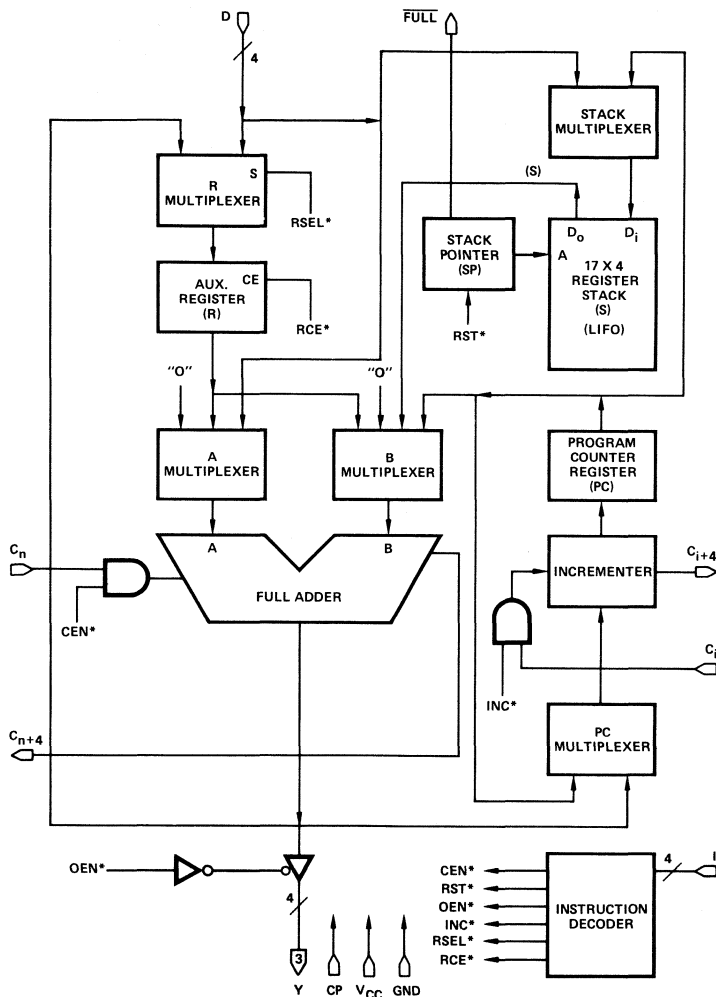 D
FULL
4
STACK
MULTIPLEXER
S
R
MULTIPLEXER
RSEL*
(S)
Do
Di
A
17 X 4
REGISTER
STACK
(S)
(LIFO)
STACK
POINTER
(SP)
RST*
CE
AUX.
REGISTER
(R)
RCE*
"O"
"O"
A
MULTIPLEXER
B
MULTIPLEXER
PROGRAM
COUNTER
REGISTER
(PC)
Cn
A
B
FULL ADDER
CEN*
INCREMENTER
Ci+4
Ci
INC*
Cn+4
PC
MULTIPLEXER
OEN*
4
3
Y
CP
VCC
GND
CEN*
RST*
OEN*
INC*
RSEL*
RCE*
INSTRUCTION
DECODER
4
I